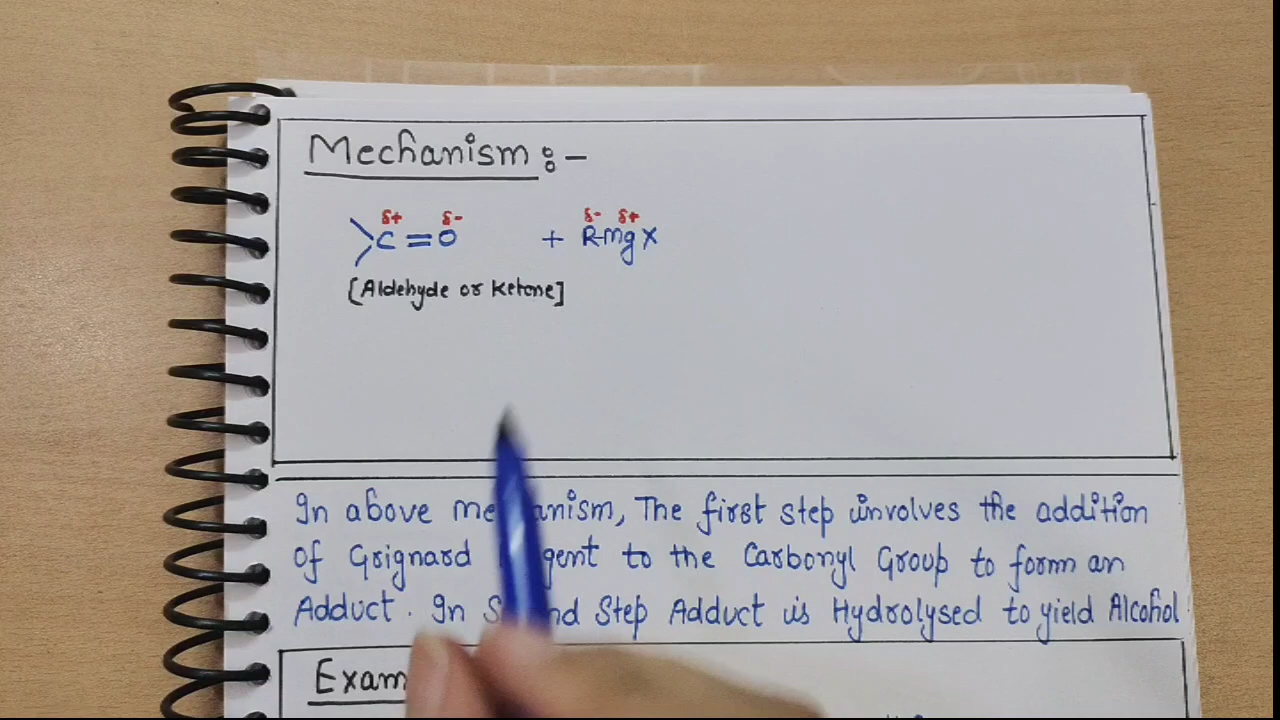 Mechanism :-
δ+ δ- δ- δ+
C=O + R-MgX
[Aldehyde or Ketone]
In above me anism, The first step involves the addition
of Grignard gent to the Carbonyl Group to form an
Adduct. In S nd Step Adduct is Hydrolysed to yield Alcohol
Exam